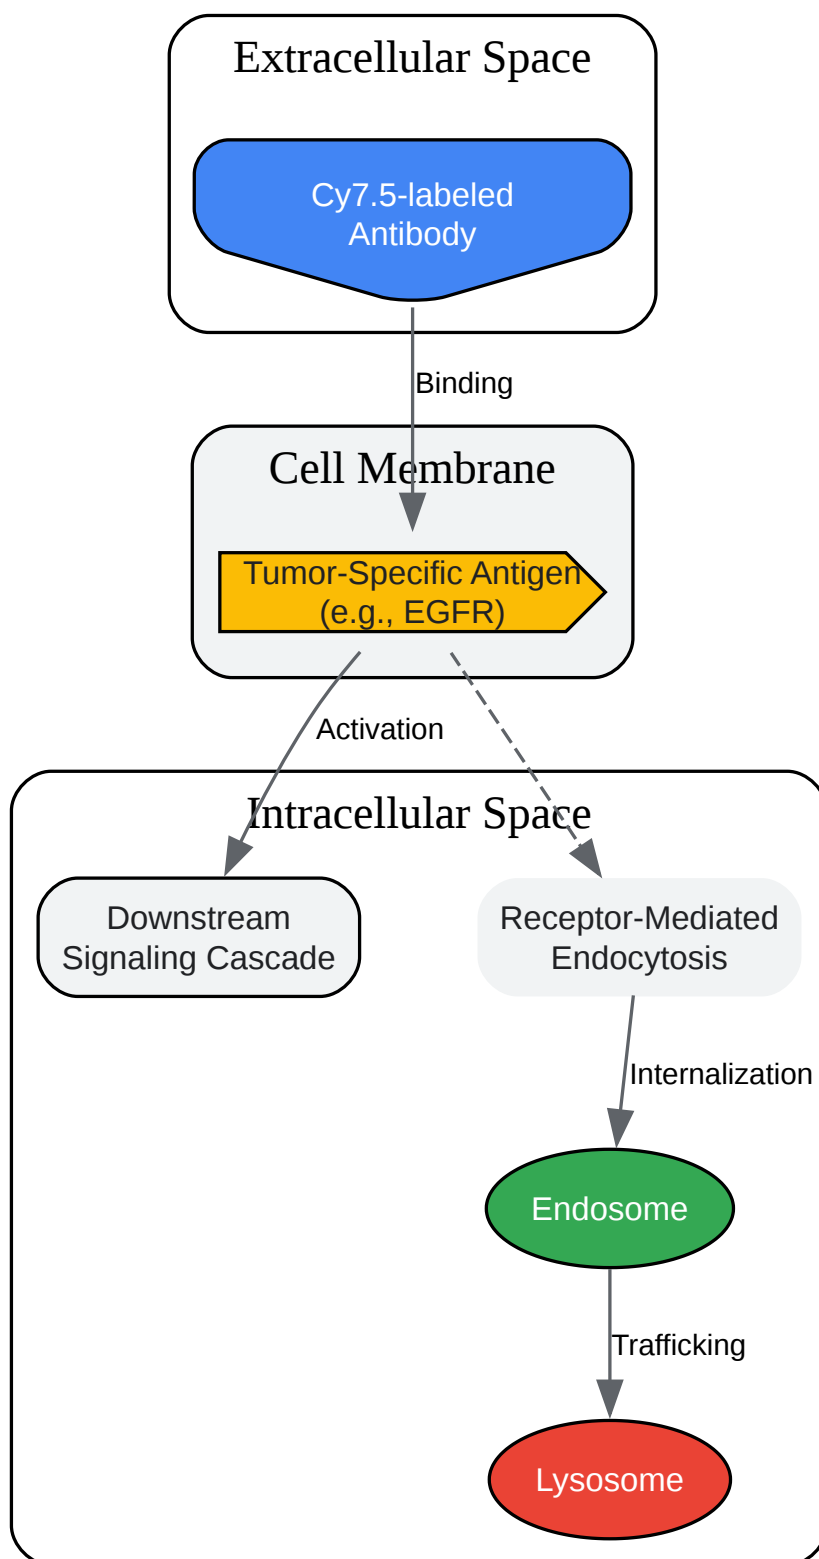 Extracellular Space
Cy7.5-labeled
Antibody
Binding
Cell Membrane
Tumor-Specific Antigen
(e.g., EGFR)
Activation
Intracellular Space
Downstream
Signaling Cascade
Receptor-Mediated
Endocytosis
Internalization
Endosome
Trafficking
Lysosome